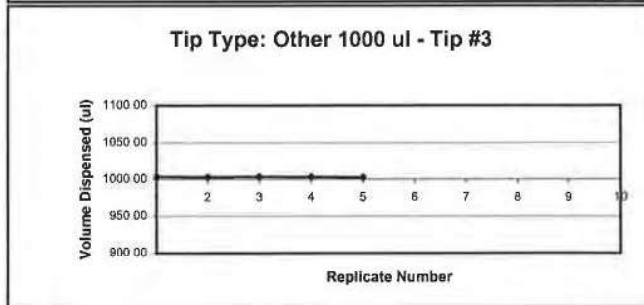 Tip Type: Other 1000 ul - Tip #3
Volume Dispensed (ul)
1100 00
1050 00
1000 00
950 00
900 00
2 3 4 5 6 7 8 9 10
Replicate Number